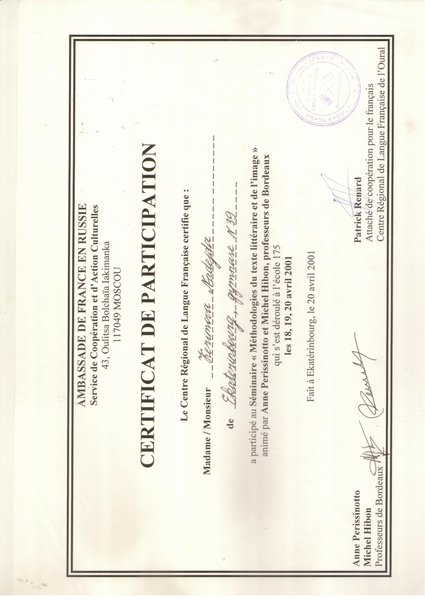 AMBASSADE DE FRANCE EN RUSSIE
Service de Coopération et d'Action Culturelles
43, Oulitsa Bolchaïa Iakimanka
117049 MOSCOU
CERTIFICAT DE PARTICIPATION
Le Centre Régional de Langue Française certifie que :
Madame / Monsieur
de Ekaterinbourg, gymnase N°39
a participé au Séminaire « Méthodologies du texte littéraire et de l'image »
animé par Anne Perissinotto et Michel Hibon, professeurs de Bordeaux
qui s'est déroulé à l'école 175
les 18, 19, 20 avril 2001
Fait à Ekatérinbourg, le 20 avril 2001
Anne Perissinotto
Michel Hibon
Professeurs de Bordeaux
Patrick Renard
Attaché de coopération pour le français
Centre Régional de Langue Française de l'Oural